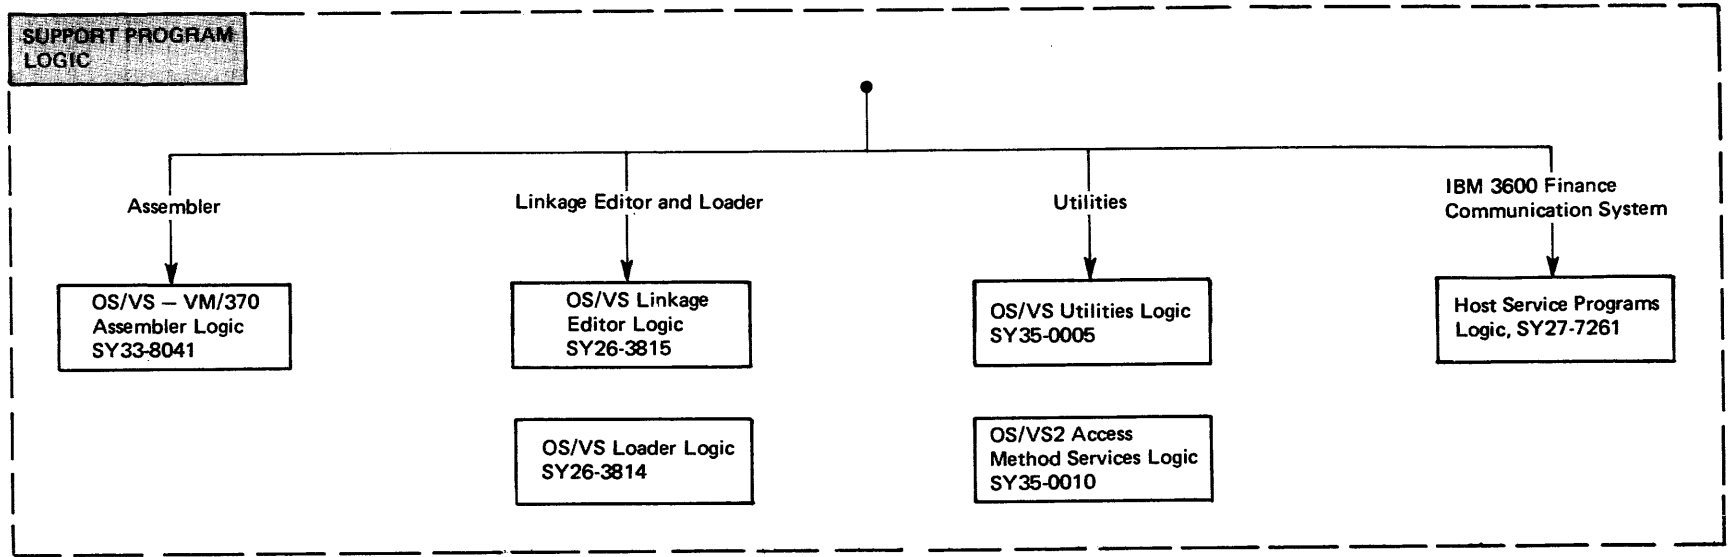 SUPPORT PROGRAM
LOGIC
Assembler
Linkage Editor and Loader
Utilities
IBM 3600 Finance
Communication System
OS/VS – VM/370
Assembler Logic
SY33-8041
OS/VS Linkage
Editor Logic
SY26-3815
OS/VS Utilities Logic
SY35-0005
Host Service Programs
Logic, SY27-7261
OS/VS Loader Logic
SY26-3814
OS/VS2 Access
Method Services Logic
SY35-0010